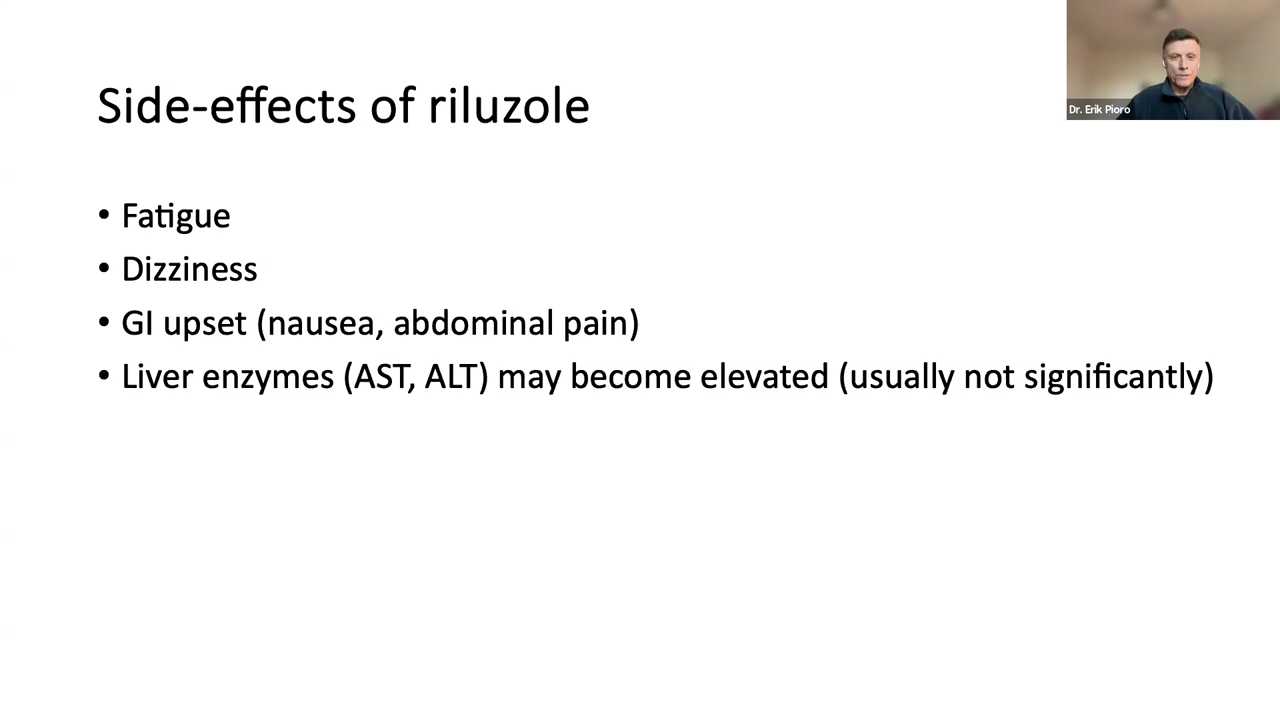 Side-effects of riluzole
Dr. Erik Pioro
• Fatigue
• Dizziness
• GI upset (nausea, abdominal pain)
• Liver enzymes (AST, ALT) may become elevated (usually not significantly)